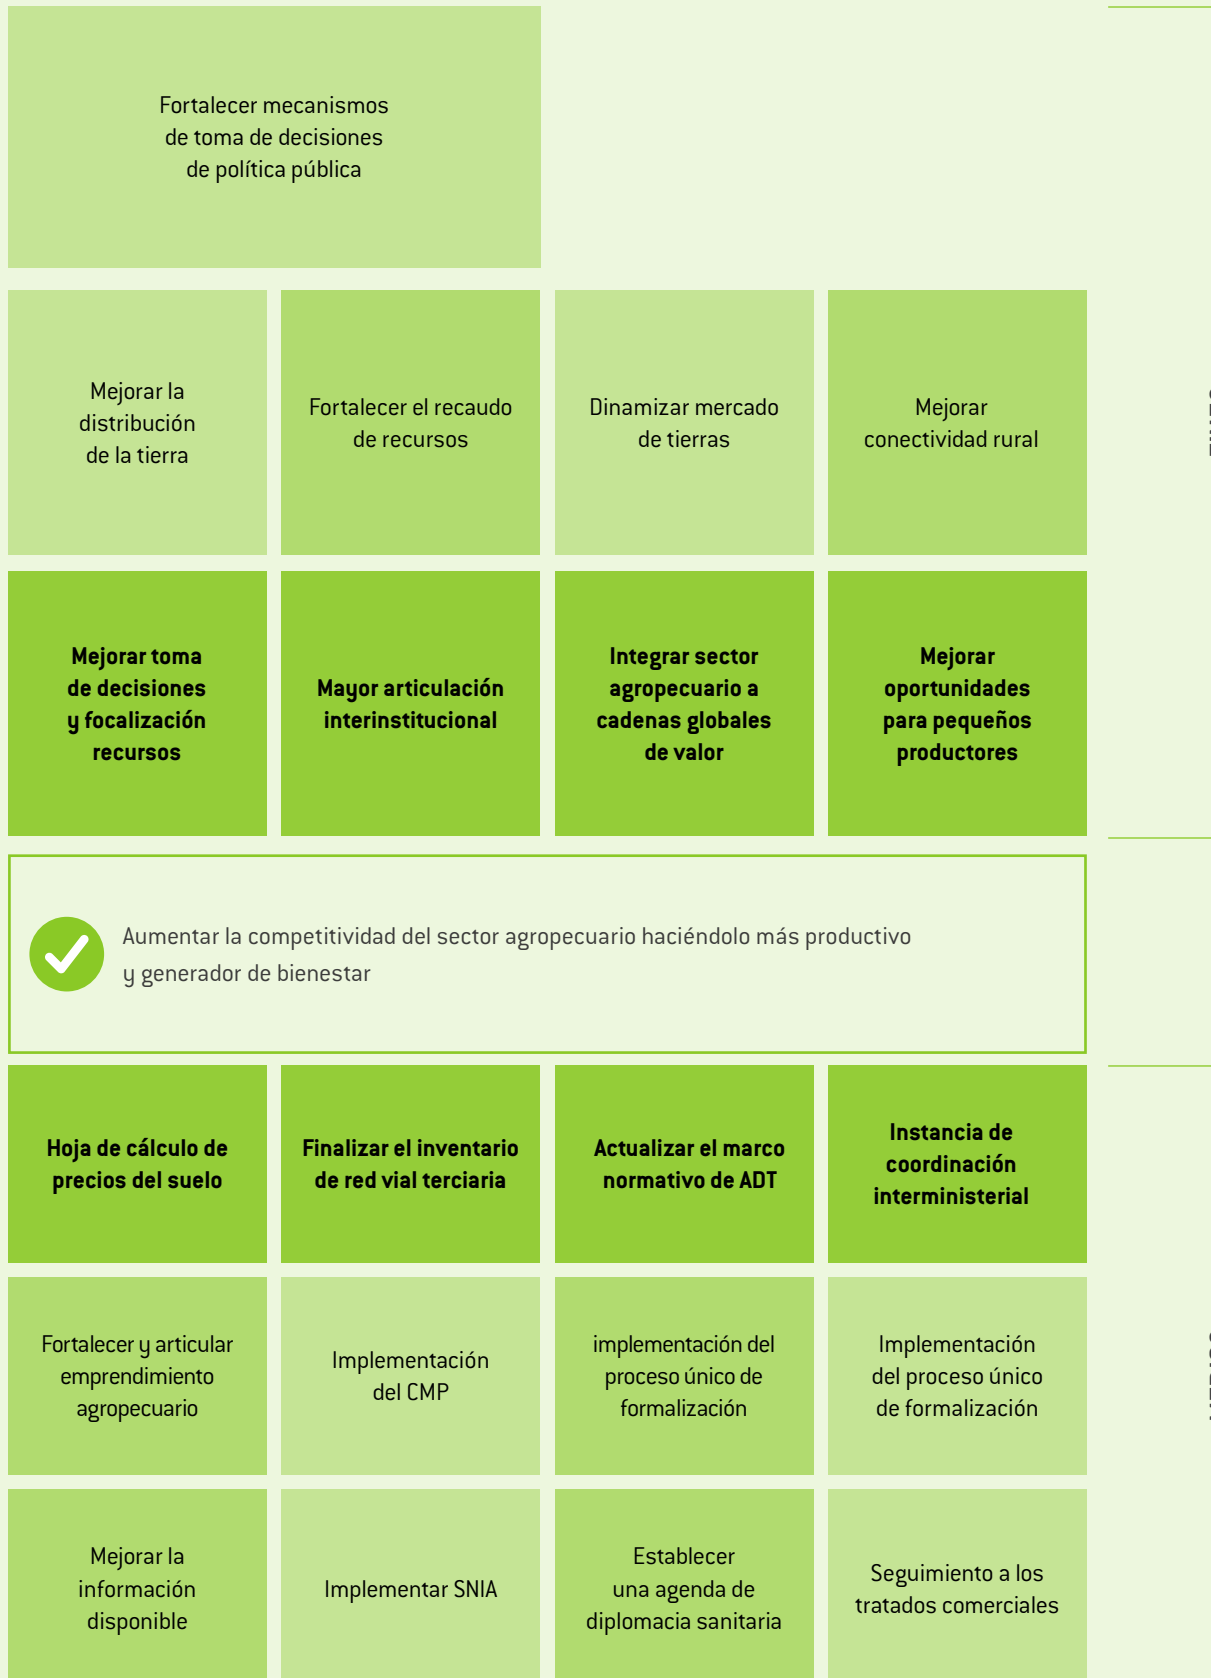 Fortalecer mecanismos
de toma de decisiones
de política pública
Mejorar la
distribución
de la tierra
Fortalecer el recaudo
de recursos
Dinamizar mercado
de tierras
Mejorar
conectividad rural
Mejorar toma
de decisiones
y focalización
recursos
Mayor articulación
interinstitucional
Integrar sector
agropecuario a
cadenas globales
de valor
Mejorar
oportunidades
para pequeños
productores
Aumentar la competitividad del sector agropecuario haciéndolo más productivo
y generador de bienestar
Hoja de cálculo de
precios del suelo
Finalizar el inventario
de red vial terciaria
Actualizar el marco
normativo de ADT
Instancia de
coordinación
interministerial
Fortalecer y articular
emprendimiento
agropecuario
Implementación
del CMP
implementación del
proceso único de
formalización
Implementación
del proceso único
de formalización
Mejorar la
información
disponible
Implementar SNIA
Establecer
una agenda de
diplomacia sanitaria
Seguimiento a los
tratados comerciales